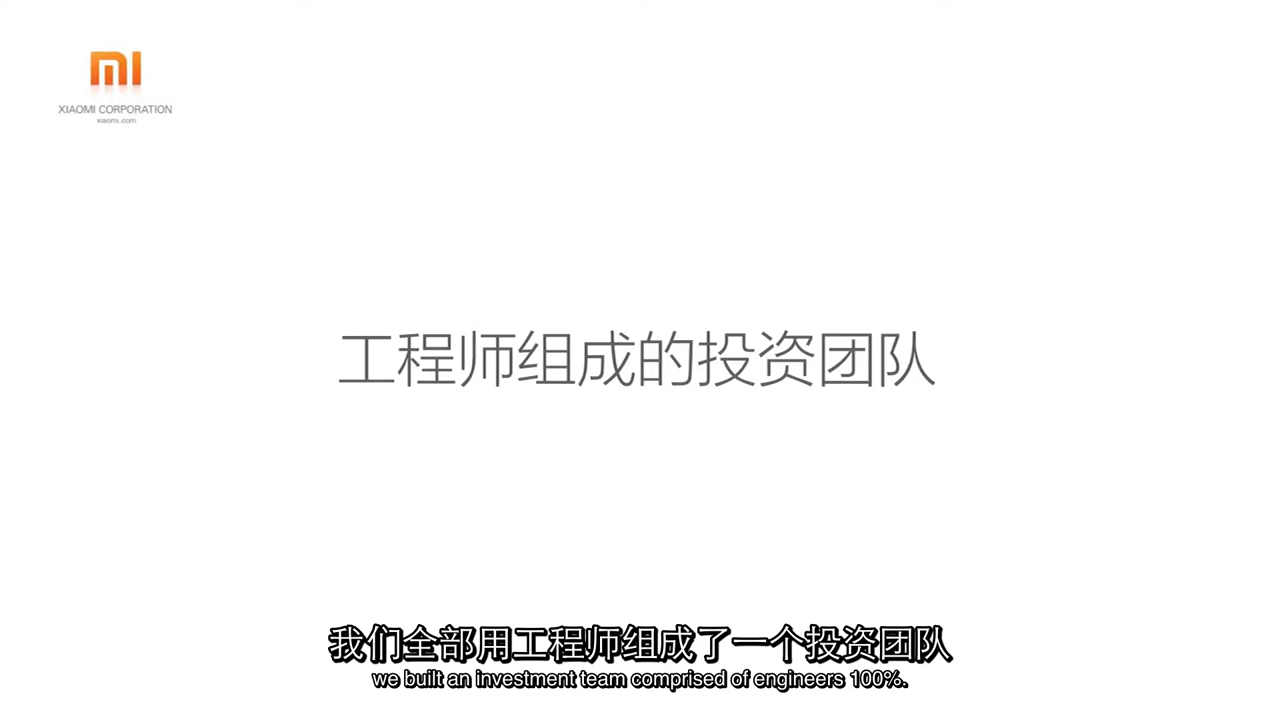 MI
XIAOMI CORPORATION
xiaomi.com
工程师组成的投资团队
我们全部用工程师组成了一个投资团队
we built an investment team comprised of engineers 100%.